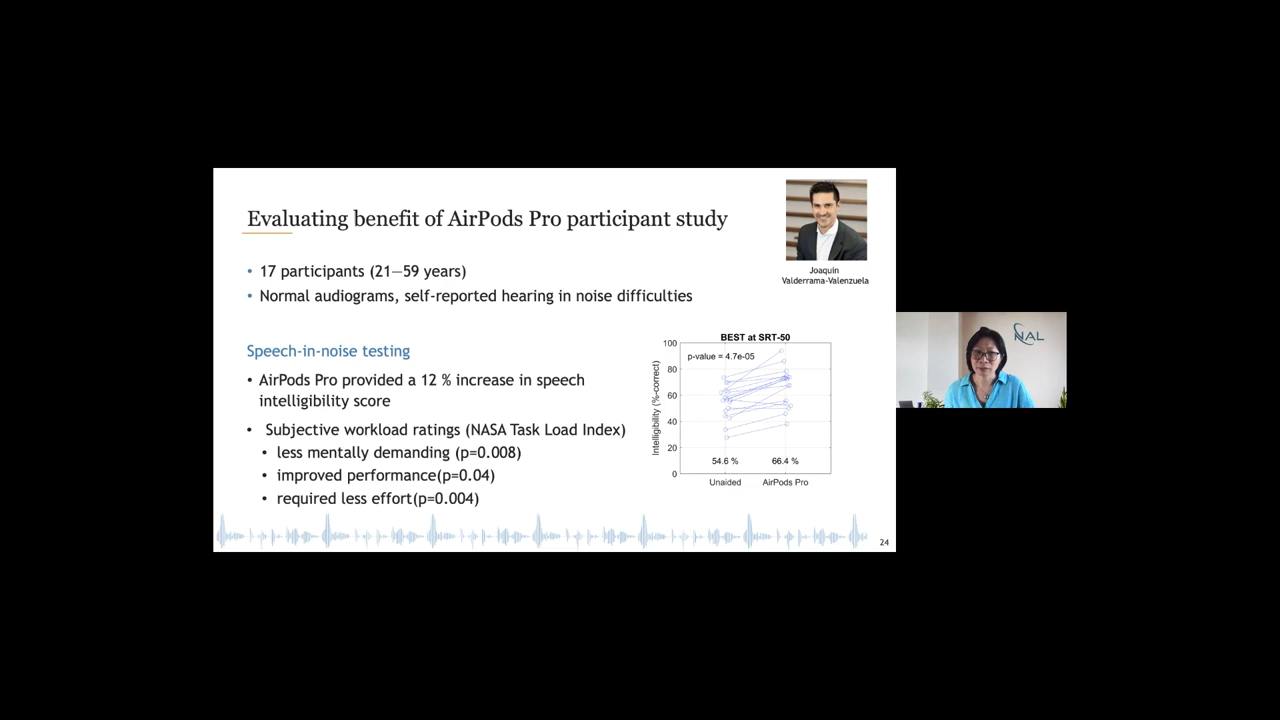 Evaluating benefit of AirPods Pro participant study
• 17 participants (21—59 years)
• Normal audiograms, self-reported hearing in noise difficulties
Joaquin
Valderrama-Valenzuela
NAL
Speech-in-noise testing
• AirPods Pro provided a 12 % increase in speech
intelligibility score
• Subjective workload ratings (NASA Task Load Index)
• less mentally demanding (p=0.008)
• improved performance(p=0.04)
• required less effort(p=0.004)
BEST at SRT-50
p-value = 4.7e-05
Intelligibility (%-correct)
100
80
60
40
20
0
54.6 %
66.4 %
Unaided
AirPods Pro
24